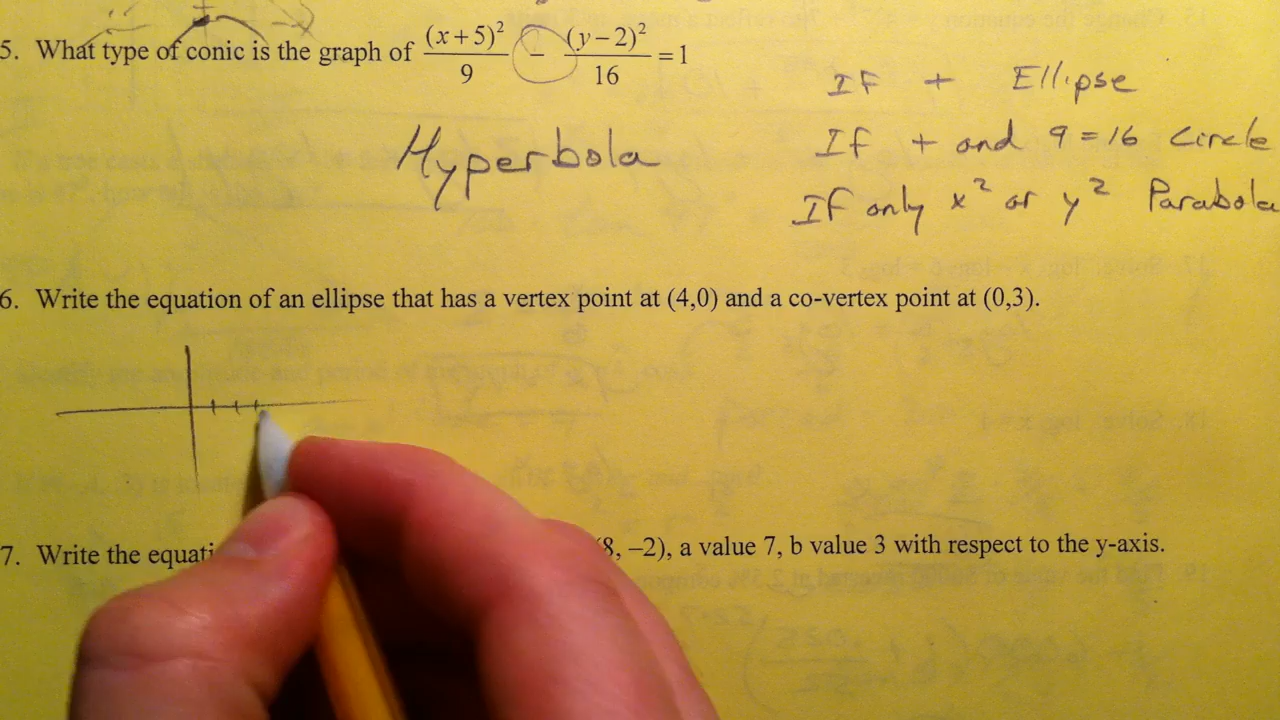 5. What type of conic is the graph of (x+5)²/9 − (y−2)²/16 = 1
IF + Ellipse
If + and 9 = 16 Circle
If only x² or y² Parabola
Hyperbola
6. Write the equation of an ellipse that has a vertex point at (4,0) and a co-vertex point at (0,3).
7. Write the 8, −2), a value 7, b value 3 with respect to the y-axis.